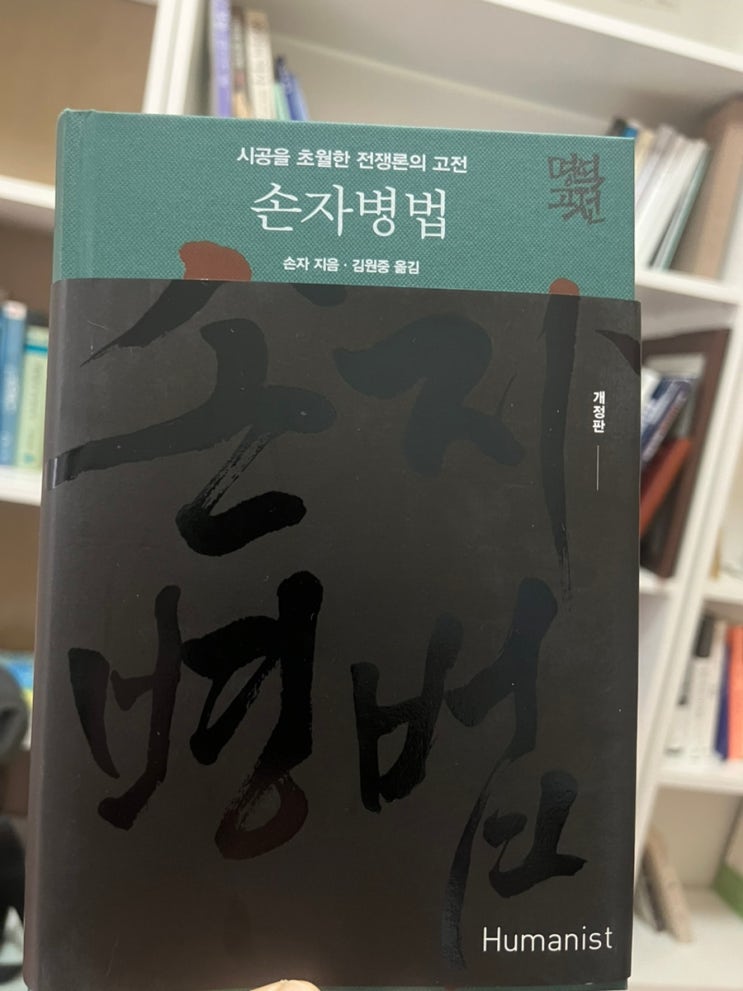 시공을 초월한 전쟁론의 고전
손자병법
명역고전
손자 지음 · 김원중 옮김
개정판
손자
병법
Humanist